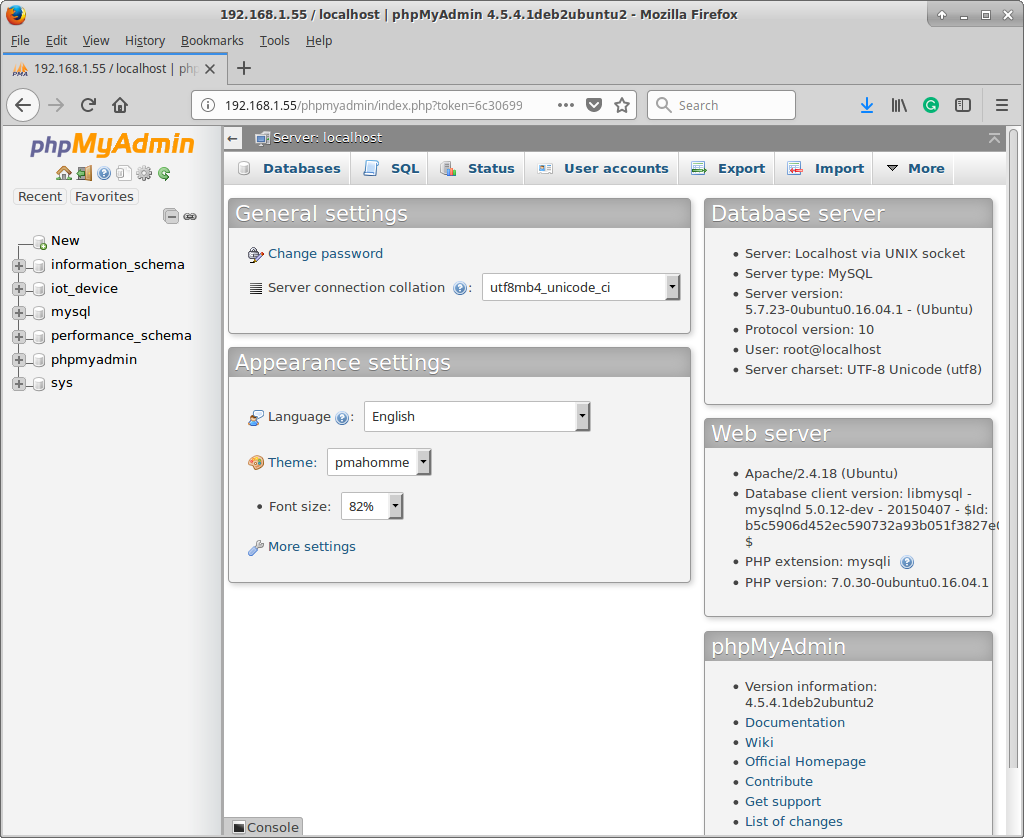 192.168.1.55 / localhost | phpMyAdmin 4.5.4.1deb2ubuntu2 - Mozilla Firefox
File Edit View History Bookmarks Tools Help
PMA 192.168.1.55 / localhost | php
192.168.1.55/phpmyadmin/index.php?token=6c30699
Search
phpMyAdmin
Recent Favorites
New
information_schema
iot_device
mysql
performance_schema
phpmyadmin
sys
Server: localhost
Databases SQL Status User accounts Export Import More
General settings
Change password
Server connection collation : utf8mb4_unicode_ci
Appearance settings
Language : English
Theme: pmahomme
• Font size: 82%
More settings
Database server
• Server: Localhost via UNIX socket
• Server type: MySQL
• Server version:
5.7.23-0ubuntu0.16.04.1 - (Ubuntu)
• Protocol version: 10
• User: root@localhost
• Server charset: UTF-8 Unicode (utf8)
Web server
• Apache/2.4.18 (Ubuntu)
• Database client version: libmysql -
mysqlnd 5.0.12-dev - 20150407 - $Id:
b5c5906d452ec590732a93b051f3827e0
$
• PHP extension: mysqli
• PHP version: 7.0.30-0ubuntu0.16.04.1
phpMyAdmin
• Version information:
4.5.4.1deb2ubuntu2
• Documentation
• Wiki
• Official Homepage
• Contribute
• Get support
• List of changes
Console